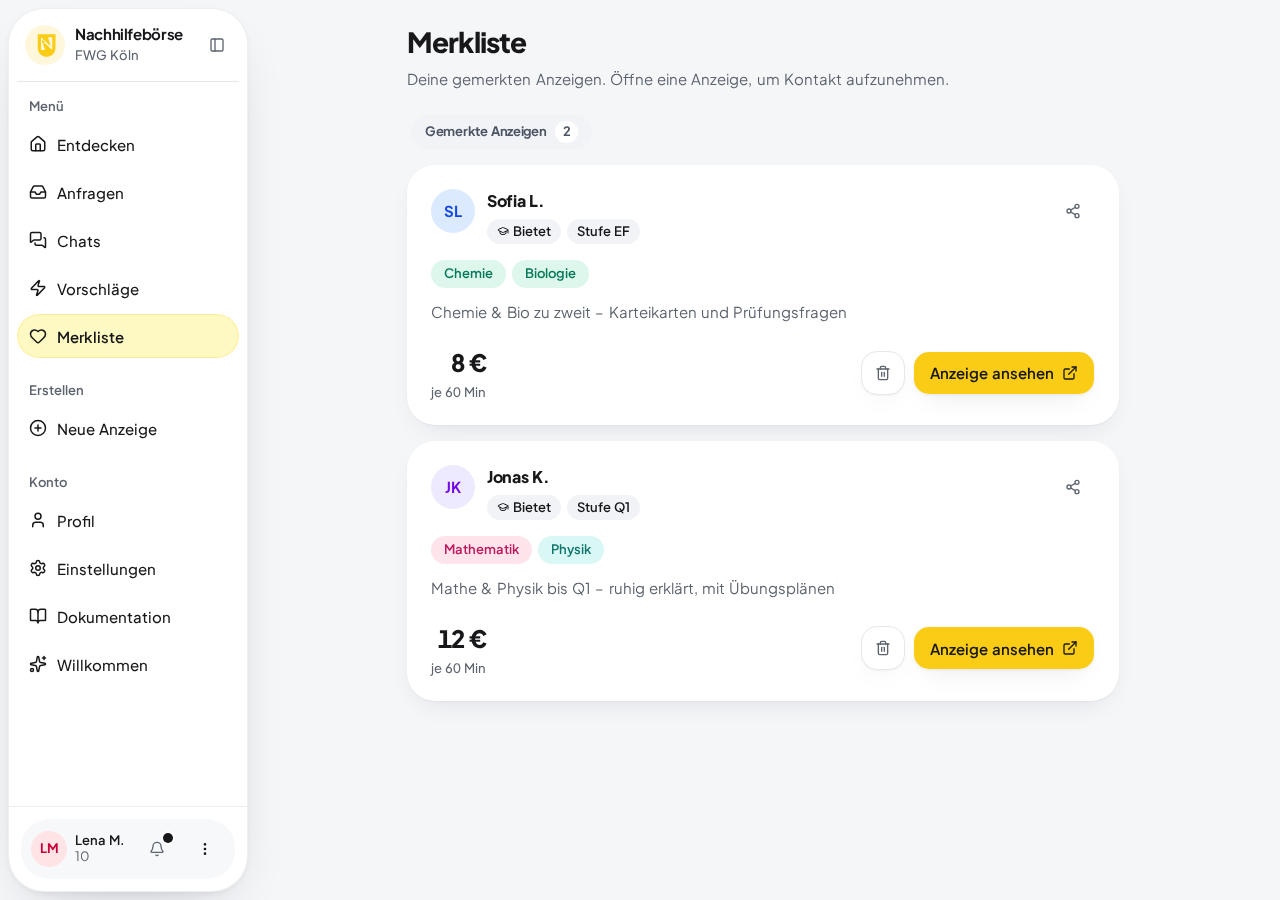 Nachhilfebörse
FWG Köln
Menü
Entdecken
Anfragen
Chats
Vorschläge
Merkliste
Erstellen
Neue Anzeige
Konto
Profil
Einstellungen
Dokumentation
Willkommen
LM
Lena M.
10
Merkliste
Deine gemerkten Anzeigen. Öffne eine Anzeige, um Kontakt aufzunehmen.
Gemerkte Anzeigen 2
SL
Sofia L.
Bietet Stufe EF
Chemie Biologie
Chemie & Bio zu zweit – Karteikarten und Prüfungsfragen
8 €
je 60 Min
Anzeige ansehen
JK
Jonas K.
Bietet Stufe Q1
Mathematik Physik
Mathe & Physik bis Q1 – ruhig erklärt, mit Übungsplänen
12 €
je 60 Min
Anzeige ansehen